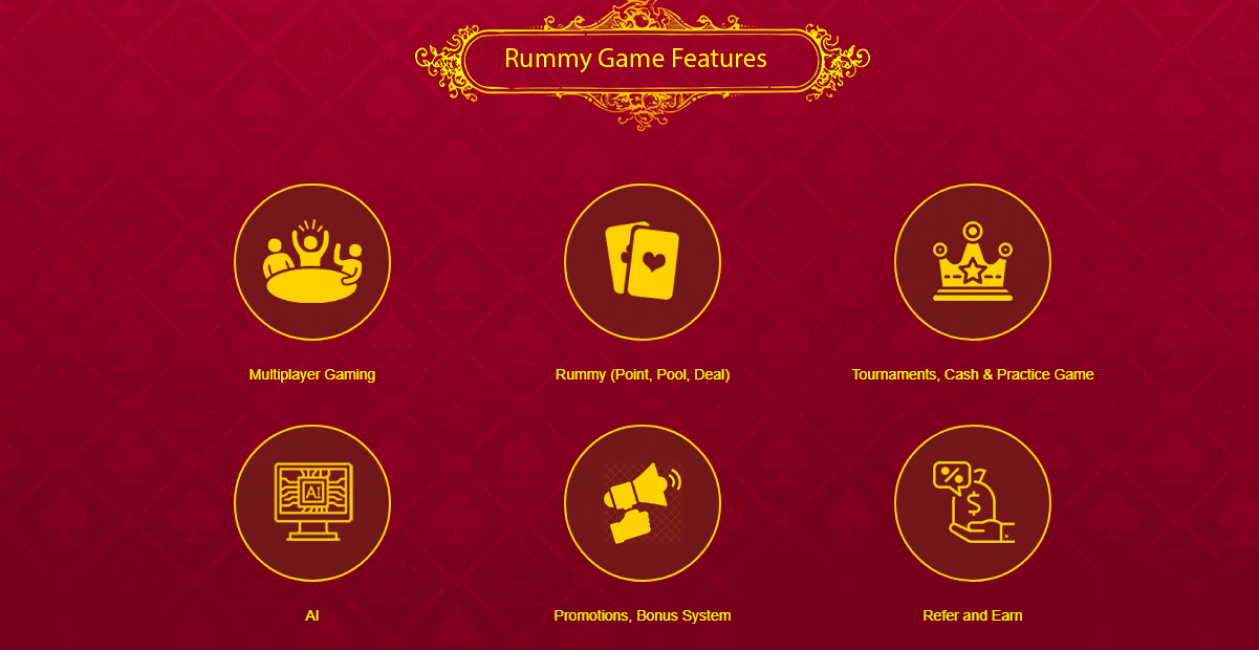 Rummy Game Features
Multiplayer Gaming
Rummy (Point, Pool, Deal)
Tournaments, Cash & Practice Game
AI
AI
Promotions, Bonus System
Refer and Earn